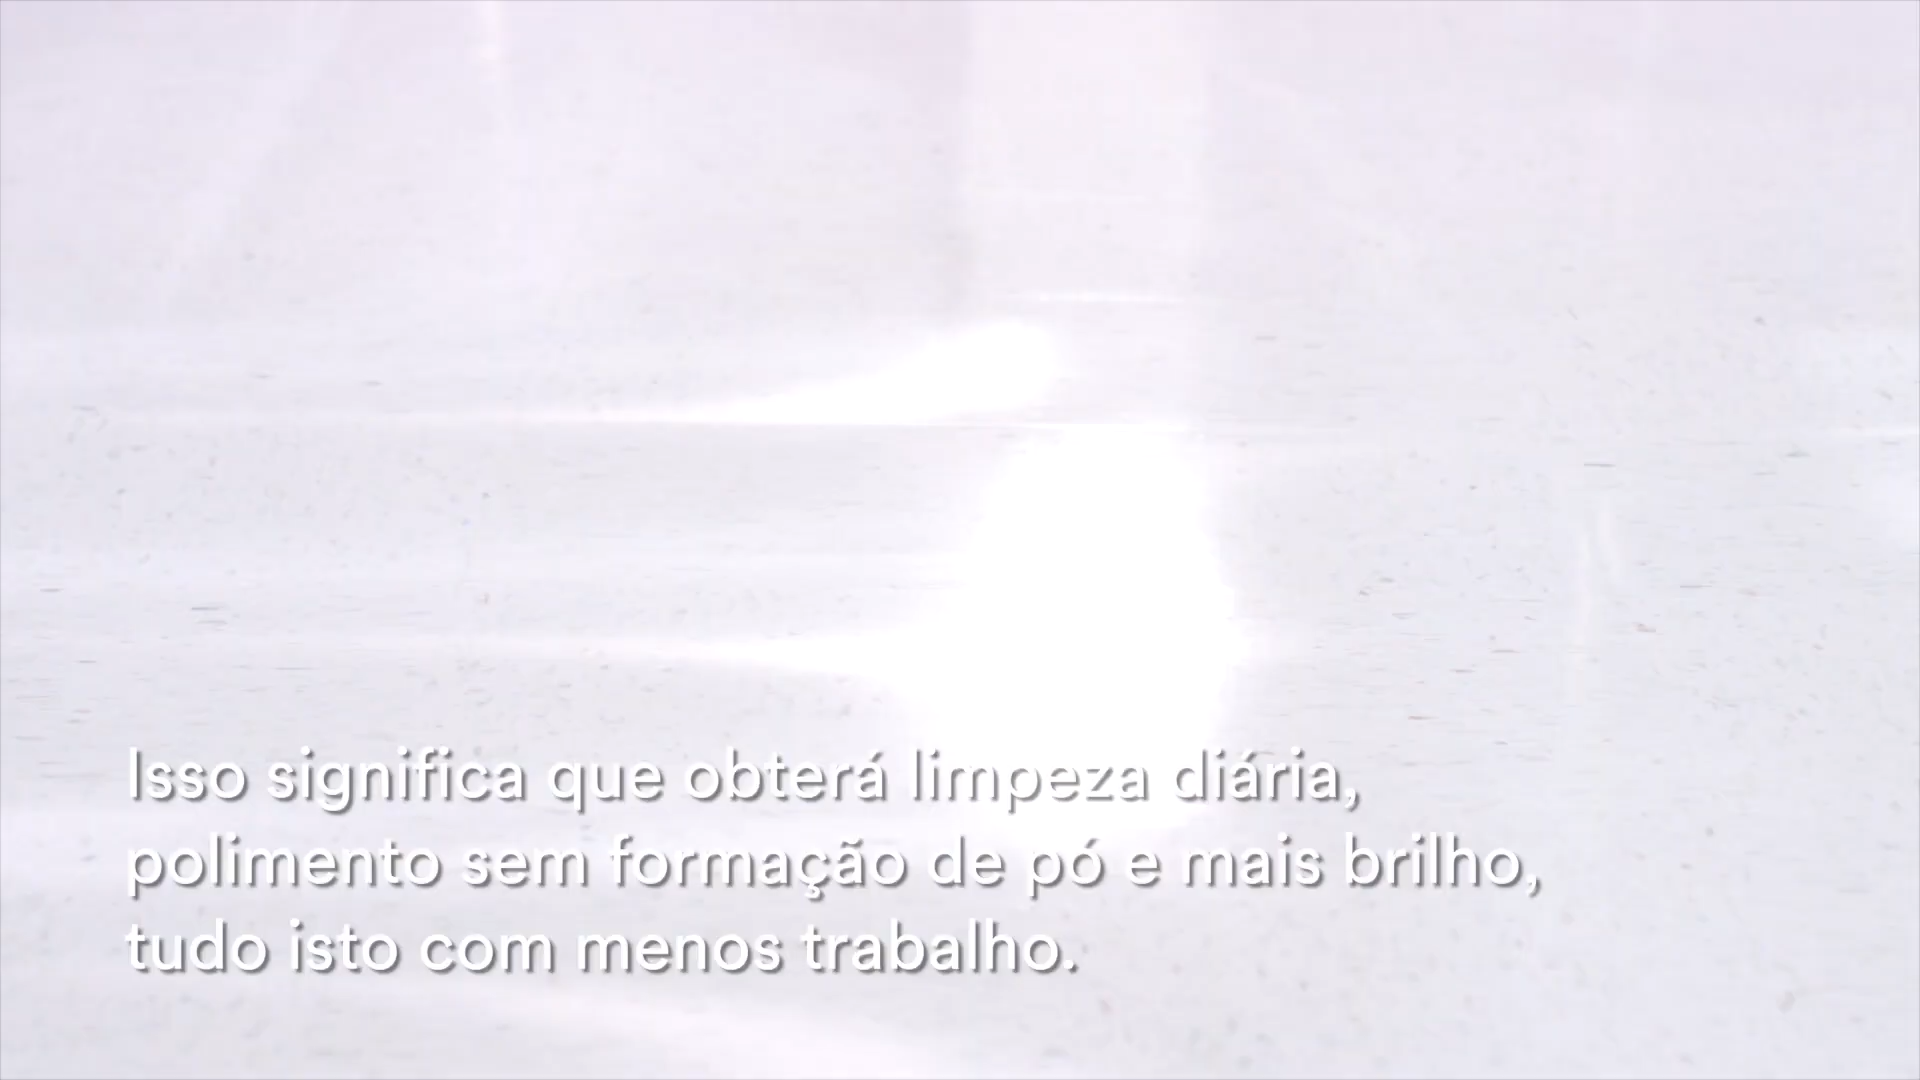 Isso significa que obterá limpeza diária,
polimento sem formação de pó e mais brilho,
tudo isto com menos trabalho.